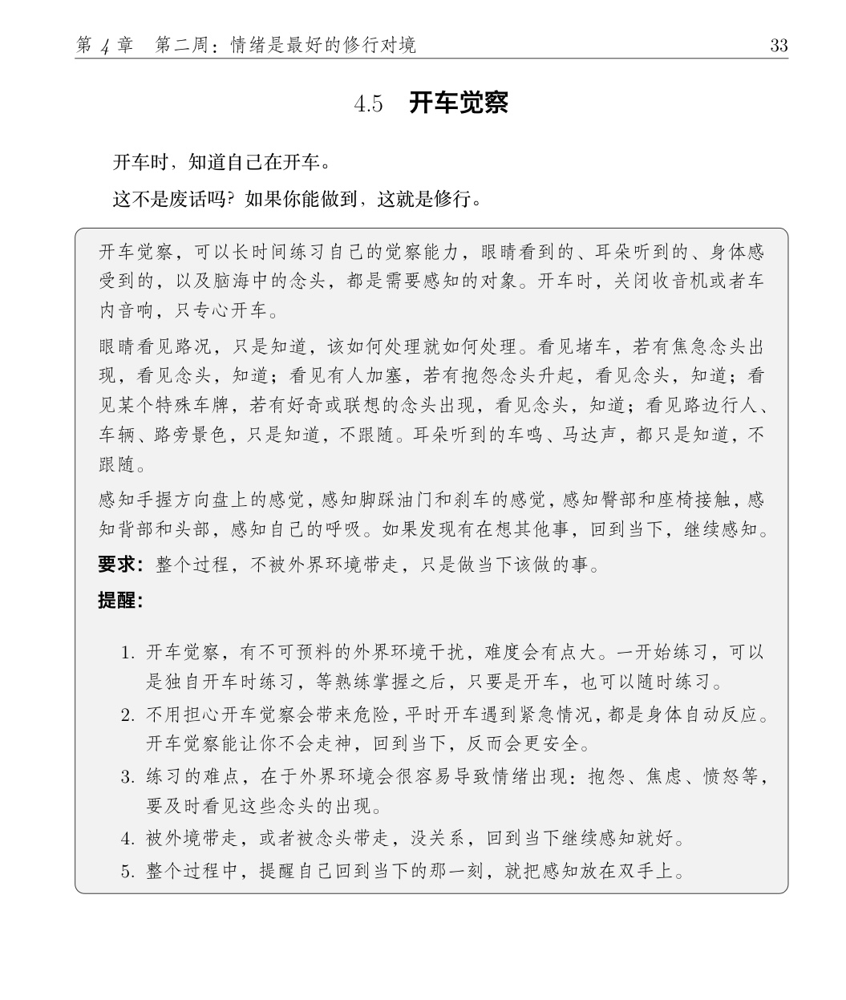 第 4 章 第二周：情绪是最好的修行对境 33
4.5 开车觉察
开车时，知道自己在开车。
这不是废话吗？如果你能做到，这就是修行。
开车觉察，可以长时间练习自己的觉察能力，眼睛看到的、耳朵听到的、身体感
受到的，以及脑海中的念头，都是需要感知的对象。开车时，关闭收音机或者车
内音响，只专心开车。
眼睛看见路况，只是知道，该如何处理就如何处理。看见堵车，若有焦急念头出
现，看见念头，知道；看见有人加塞，若有抱怨念头升起，看见念头，知道；看
见某个特殊车牌，若有好奇或联想的念头出现，看见念头，知道；看见路边行人、
车辆、路旁景色，只是知道，不跟随。耳朵听到的车鸣、马达声，都只是知道，不
跟随。
感知手握方向盘上的感觉，感知脚踩油门和刹车的感觉，感知臀部和座椅接触，感
知背部和头部，感知自己的呼吸。如果发现有在想其他事，回到当下，继续感知。
要求：整个过程，不被外界环境带走，只是做当下该做的事。
提醒：
1. 开车觉察，有不可预料的外界环境干扰，难度会有点大。一开始练习，可以
是独自开车时练习，等熟练掌握之后，只要是开车，也可以随时练习。
2. 不用担心开车觉察会带来危险，平时开车遇到紧急情况，都是身体自动反应。
开车觉察能让你不会走神，回到当下，反而会更安全。
3. 练习的难点，在于外界环境会很容易导致情绪出现：抱怨、焦虑、愤怒等，
要及时看见这些念头的出现。
4. 被外境带走，或者被念头带走，没关系，回到当下继续感知就好。
5. 整个过程中，提醒自己回到当下的那一刻，就把感知放在双手上。